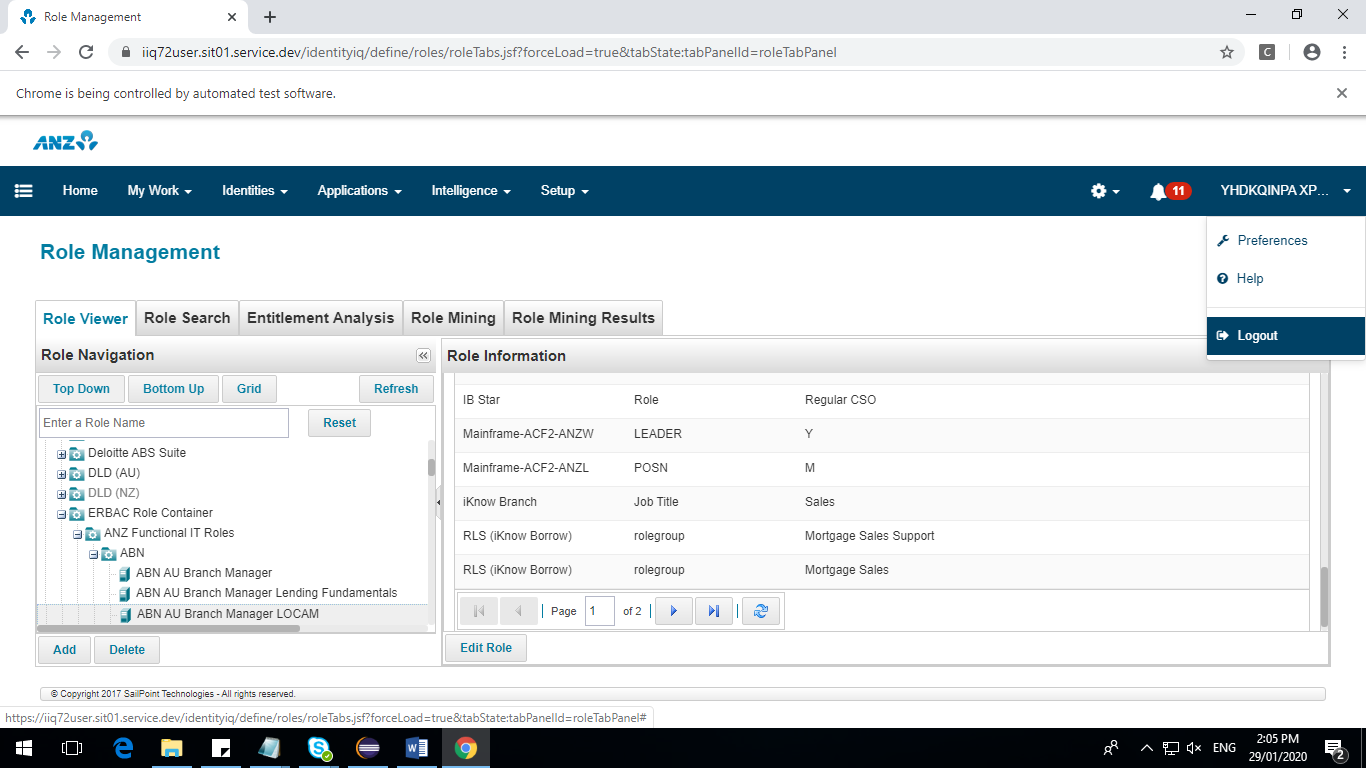 Role Management
iiq72user.sit01.service.dev/identityiq/define/roles/roleTabs.jsf?forceLoad=true&tabState:tabPanelId=roleTabPanel
C
Chrome is being controlled by automated test software.
ANZ
Home My Work Identities Applications Intelligence Setup 11 YHDKQINPA XP...
Preferences
Help
Logout
Role Management
Role Viewer Role Search Entitlement Analysis Role Mining Role Mining Results
Role Navigation
Top Down Bottom Up Grid Refresh
Enter a Role Name Reset
Deloitte ABS Suite
DLD (AU)
DLD (NZ)
ERBAC Role Container
ANZ Functional IT Roles
ABN
ABN AU Branch Manager
ABN AU Branch Manager Lending Fundamentals
ABN AU Branch Manager LOCAM
Add Delete
Role Information
IB Star Role Regular CSO
Mainframe-ACF2-ANZW LEADER Y
Mainframe-ACF2-ANZL POSN M
iKnow Branch Job Title Sales
RLS (iKnow Borrow) rolegroup Mortgage Sales Support
RLS (iKnow Borrow) rolegroup Mortgage Sales
Page 1 of 2
Edit Role
© Copyright 2017 SailPoint Technologies - All rights reserved.
https://iiq72user.sit01.service.dev/identityiq/define/roles/roleTabs.jsf?forceLoad=true&tabState:tabPanelId=roleTabPanel#
ENG
2:05 PM
29/01/2020
2